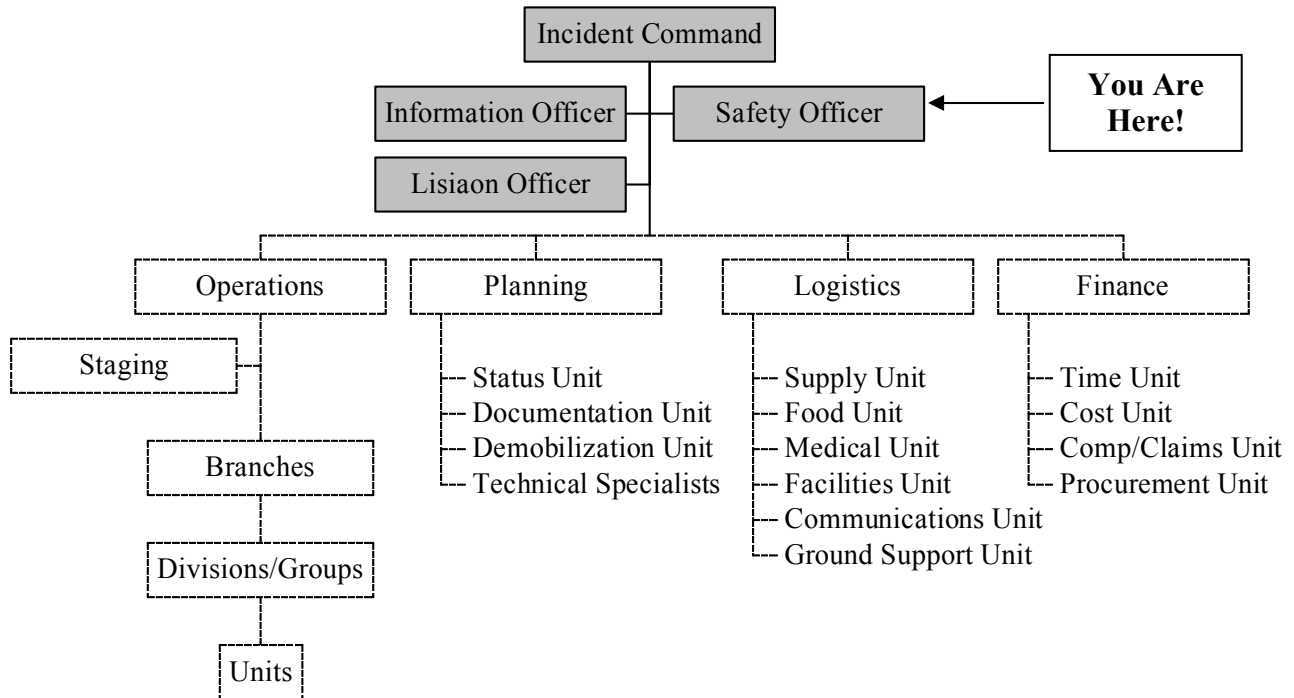 Incident Command
Information Officer
Safety Officer
You Are
Here!
Lisiaon Officer
Operations
Planning
Logistics
Finance
Staging
Branches
Divisions/Groups
Units
Status Unit
Documentation Unit
Demobilization Unit
Technical Specialists
Supply Unit
Food Unit
Medical Unit
Facilities Unit
Communications Unit
Ground Support Unit
Time Unit
Cost Unit
Comp/Claims Unit
Procurement Unit